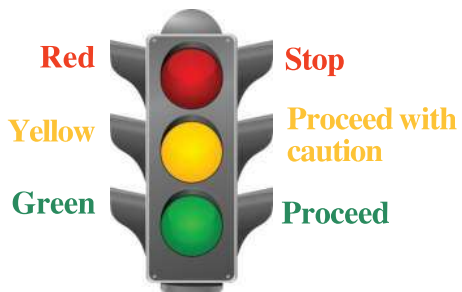 Red
Stop
Yellow
Proceed with
caution
Green
Proceed